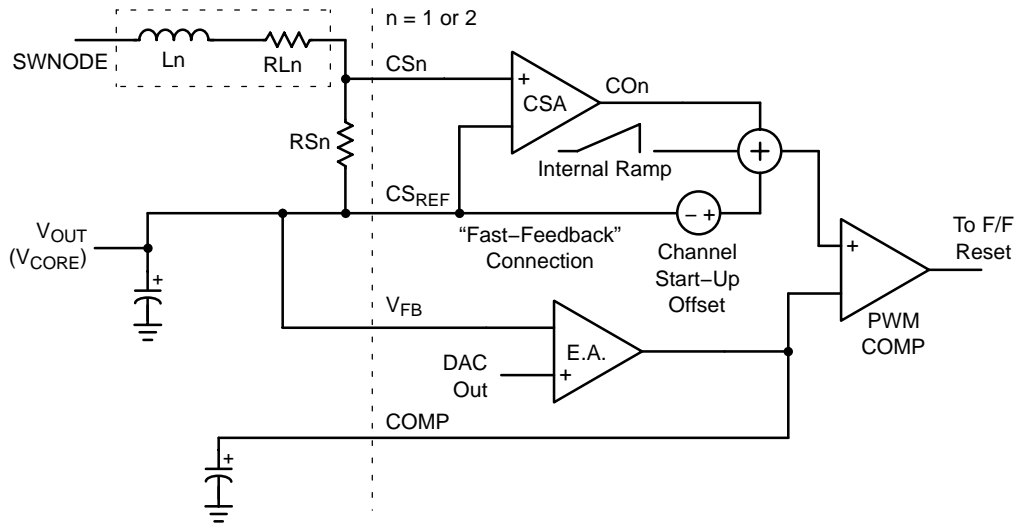 n = 1 or 2
SWNODE
Ln
RLn
CSn
COn
+
CSA
RSn
+
Internal Ramp
CSREF
– +
VOUT
(VCORE)
"Fast–Feedback"
Connection
Channel
Start–Up
Offset
+
To F/F
Reset
+
PWM
COMP
VFB
E.A.
DAC
Out
+
COMP
+